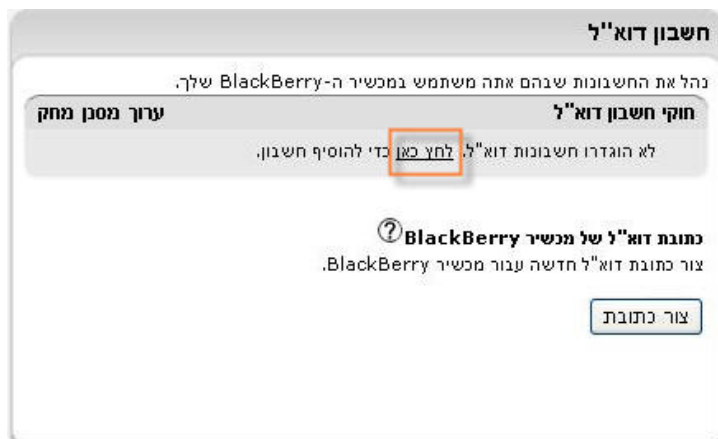 חשבון דוא''ל
נהל את החשבונות שבהם אתה משתמש במכשיר ה-BlackBerry שלך.
חוקי חשבון דוא''ל ערוך מסנן מחק
לא הוגדרו חשבונות דוא"ל. לחץ כאן כדי להוסיף חשבון.
כתובת דוא"ל של מכשיר BlackBerry?
צור כתובת דוא"ל חדשה עבור מכשיר BlackBerry.
צור כתובת